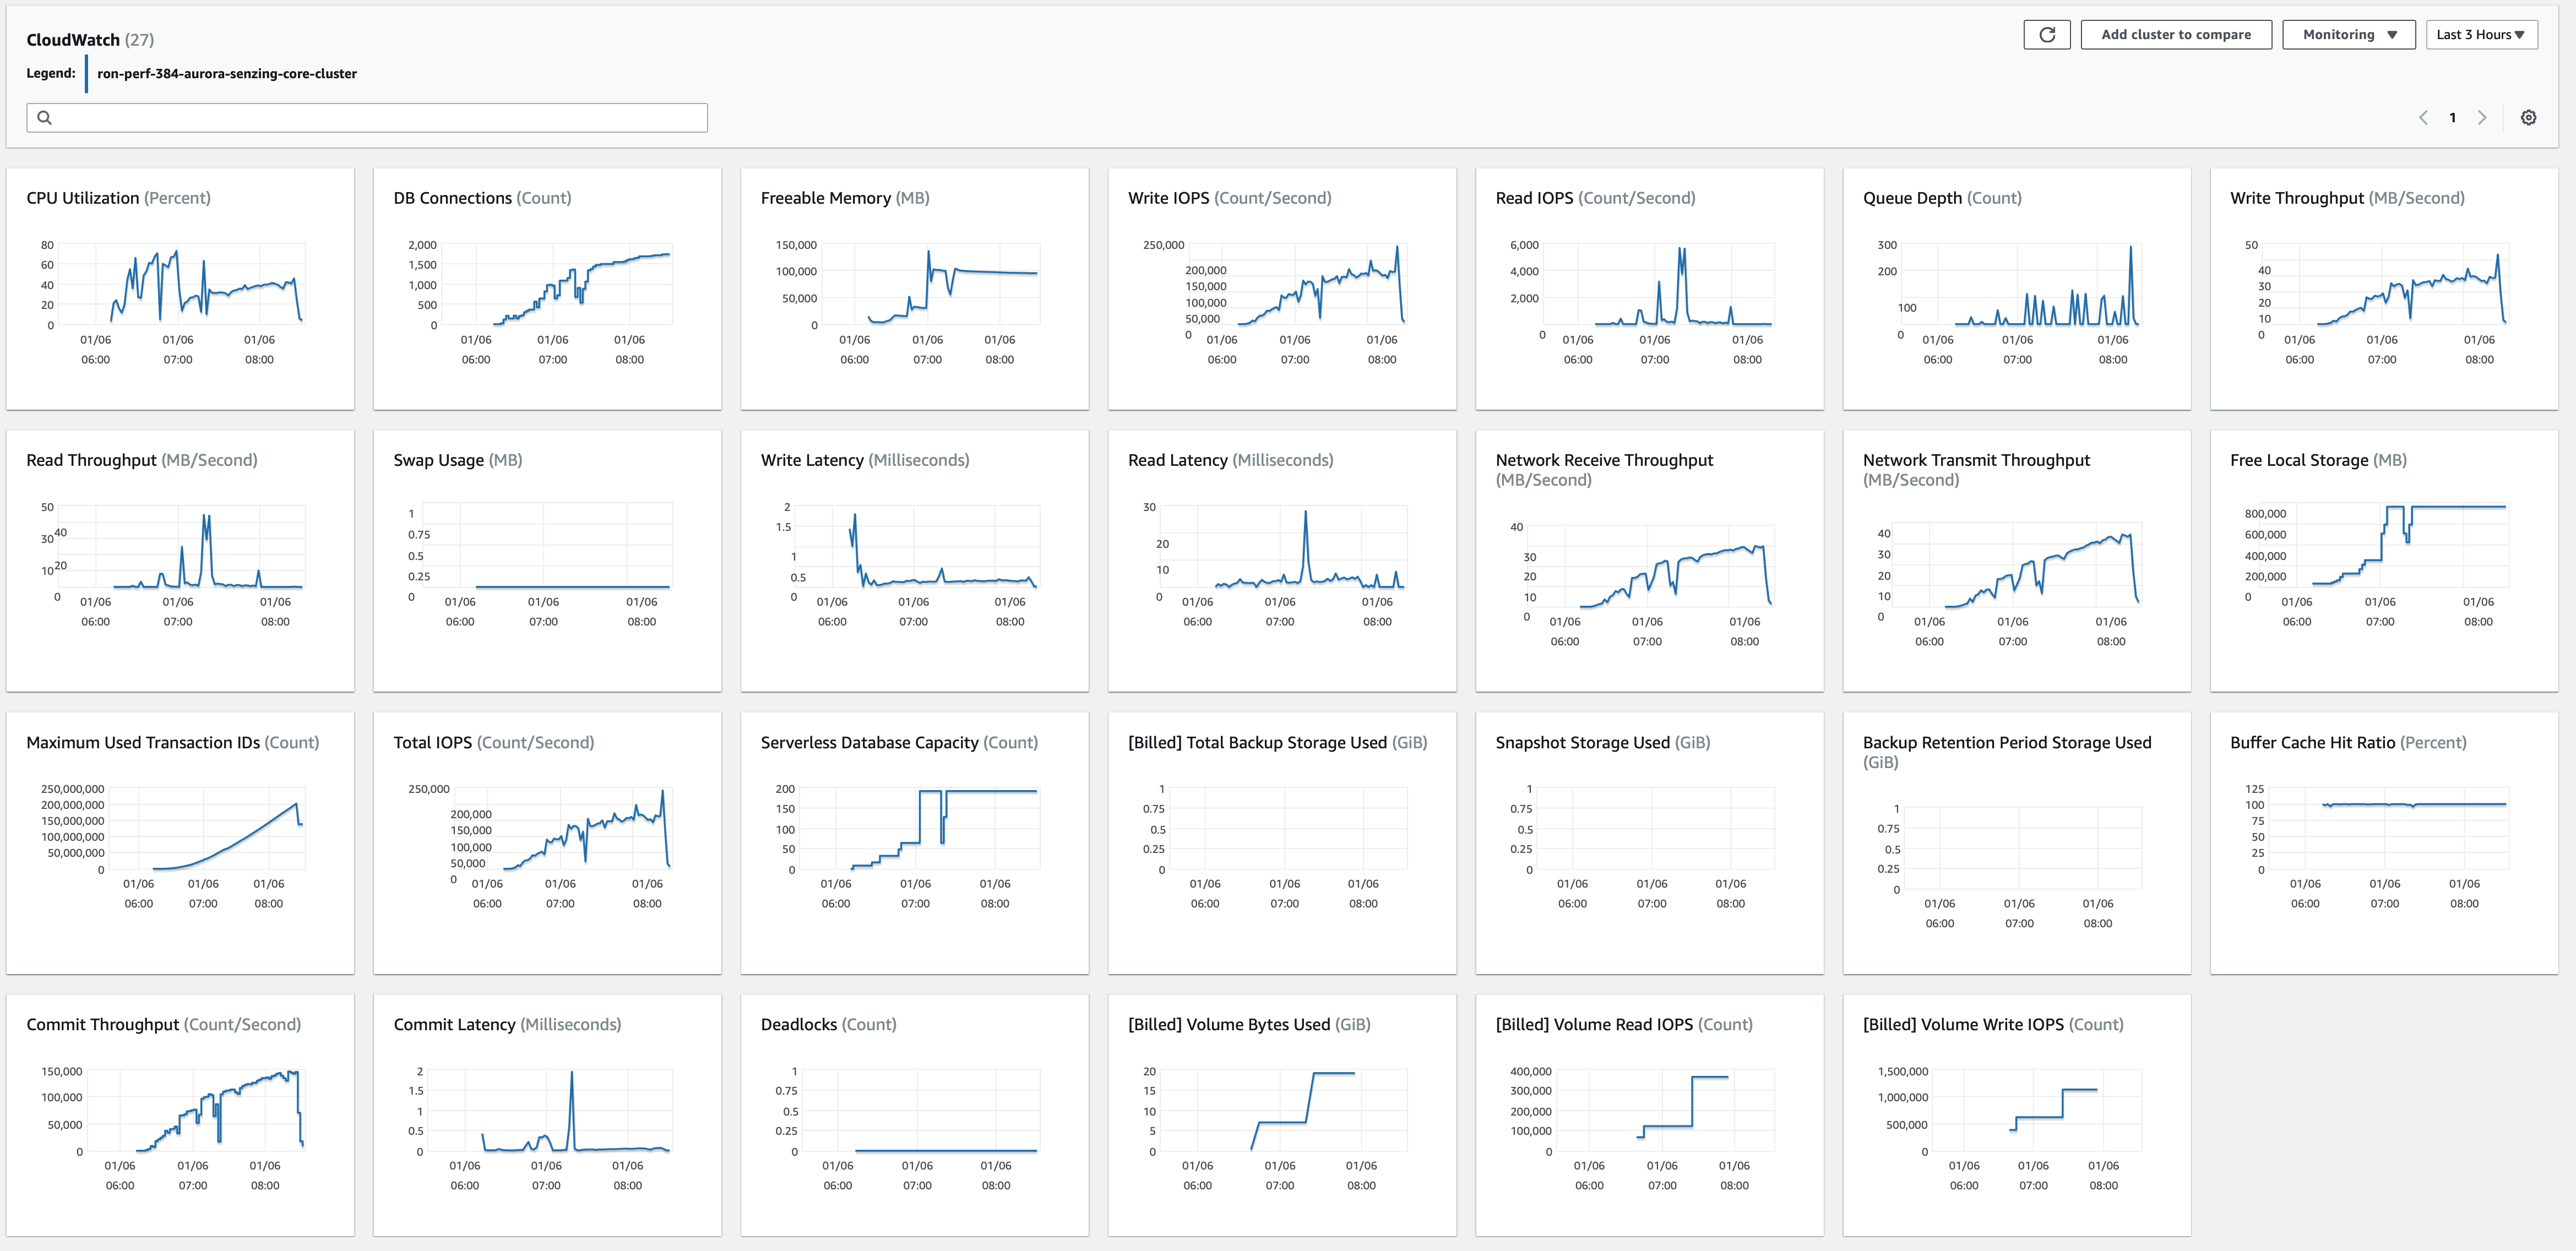 CloudWatch (27)
Add cluster to compare
Monitoring
Last 3 Hours
Legend: ron-perf-384-aurora-senzing-core-cluster
1
CPU Utilization (Percent)
80
60
40
20
0
01/06 01/06 01/06
06:00 07:00 08:00
DB Connections (Count)
2,000
1,500
1,000
500
0
01/06 01/06 01/06
06:00 07:00 08:00
Freeable Memory (MB)
150,000
100,000
50,000
0
01/06 01/06 01/06
06:00 07:00 08:00
Write IOPS (Count/Second)
250,000
200,000
150,000
100,000
50,000
0
01/06 01/06 01/06
06:00 07:00 08:00
Read IOPS (Count/Second)
6,000
4,000
2,000
0
01/06 01/06 01/06
06:00 07:00 08:00
Queue Depth (Count)
300
200
100
0
01/06 01/06 01/06
06:00 07:00 08:00
Write Throughput (MB/Second)
50
40
30
20
10
0
01/06 01/06 01/06
06:00 07:00 08:00
Read Throughput (MB/Second)
50
40
30
20
10
0
01/06 01/06 01/06
06:00 07:00 08:00
Swap Usage (MB)
1
0.75
0.5
0.25
0
01/06 01/06 01/06
06:00 07:00 08:00
Write Latency (Milliseconds)
2
1.5
1
0.5
0
01/06 01/06 01/06
06:00 07:00 08:00
Read Latency (Milliseconds)
30
20
10
0
01/06 01/06 01/06
06:00 07:00 08:00
Network Receive Throughput
(MB/Second)
40
30
20
10
0
01/06 01/06 01/06
06:00 07:00 08:00
Network Transmit Throughput
(MB/Second)
40
30
20
10
0
01/06 01/06 01/06
06:00 07:00 08:00
Free Local Storage (MB)
800,000
600,000
400,000
200,000
0
01/06 01/06 01/06
06:00 07:00 08:00
Maximum Used Transaction IDs (Count)
250,000,000
200,000,000
150,000,000
100,000,000
50,000,000
0
01/06 01/06 01/06
06:00 07:00 08:00
Total IOPS (Count/Second)
250,000
200,000
150,000
100,000
50,000
0
01/06 01/06 01/06
06:00 07:00 08:00
Serverless Database Capacity (Count)
200
150
100
50
0
01/06 01/06 01/06
06:00 07:00 08:00
[Billed] Total Backup Storage Used (GiB)
1
0.75
0.5
0.25
0
01/06 01/06 01/06
06:00 07:00 08:00
Snapshot Storage Used (GiB)
1
0.75
0.5
0.25
0
01/06 01/06 01/06
06:00 07:00 08:00
Backup Retention Period Storage Used
(GiB)
1
0.75
0.5
0.25
0
01/06 01/06 01/06
06:00 07:00 08:00
Buffer Cache Hit Ratio (Percent)
125
100
75
50
25
0
01/06 01/06 01/06
06:00 07:00 08:00
Commit Throughput (Count/Second)
150,000
100,000
50,000
0
01/06 01/06 01/06
06:00 07:00 08:00
Commit Latency (Milliseconds)
2
1.5
1
0.5
0
01/06 01/06 01/06
06:00 07:00 08:00
Deadlocks (Count)
1
0.75
0.5
0.25
0
01/06 01/06 01/06
06:00 07:00 08:00
[Billed] Volume Bytes Used (GiB)
20
15
10
5
0
01/06 01/06 01/06
06:00 07:00 08:00
[Billed] Volume Read IOPS (Count)
400,000
300,000
200,000
100,000
0
01/06 01/06 01/06
06:00 07:00 08:00
[Billed] Volume Write IOPS (Count)
1,500,000
1,000,000
500,000
0
01/06 01/06 01/06
06:00 07:00 08:00